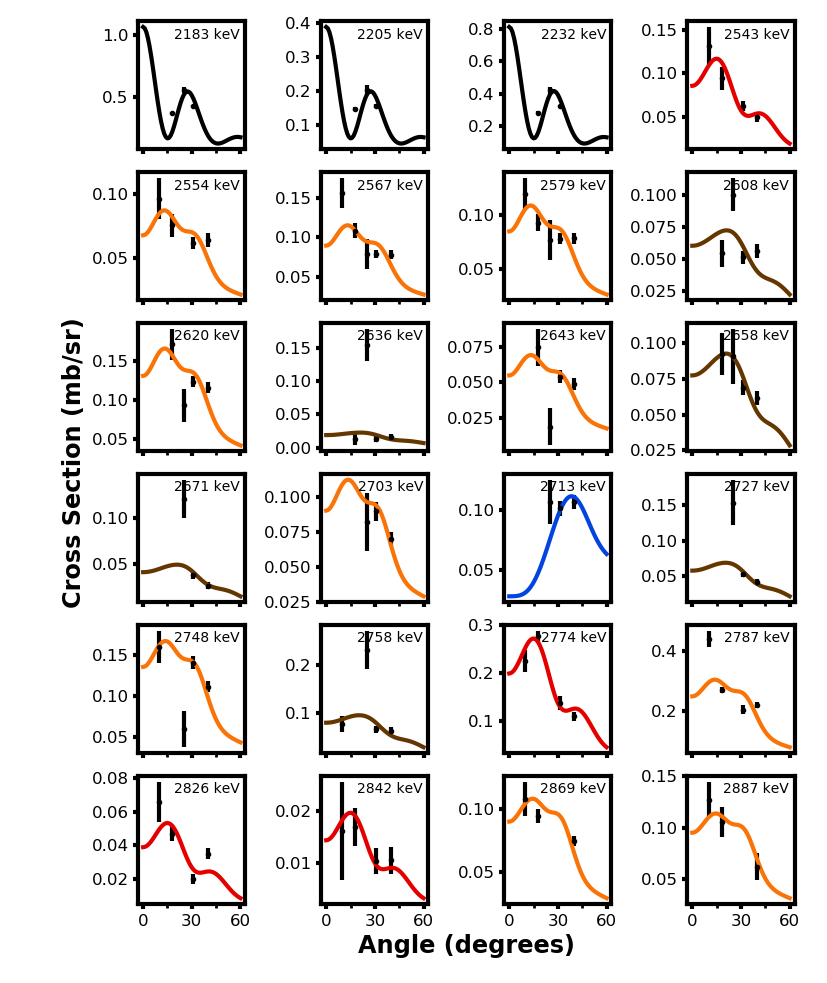 2183 keV
1.0
0.5
2205 keV
0.4
0.3
0.2
0.1
2232 keV
0.8
0.6
0.4
0.2
2543 keV
0.15
0.10
0.05
2554 keV
0.10
0.05
2567 keV
0.15
0.10
0.05
2579 keV
0.10
0.05
2608 keV
0.100
0.075
0.050
0.025
2620 keV
0.15
0.10
0.05
2636 keV
0.15
0.10
0.05
0.00
2643 keV
0.075
0.050
0.025
2658 keV
0.100
0.075
0.050
0.025
2671 keV
0.10
0.05
2703 keV
0.100
0.075
0.050
0.025
2713 keV
0.10
0.05
2727 keV
0.15
0.10
0.05
2748 keV
0.15
0.10
0.05
2758 keV
0.2
0.1
2774 keV
0.3
0.2
0.1
2787 keV
0.4
0.2
2826 keV
0.08
0.06
0.04
0.02
2842 keV
0.02
0.01
2869 keV
0.10
0.05
2887 keV
0.15
0.10
0.05
0 30 60 0 30 60 0 30 60 0 30 60
Cross Section (mb/sr)
Angle (degrees)